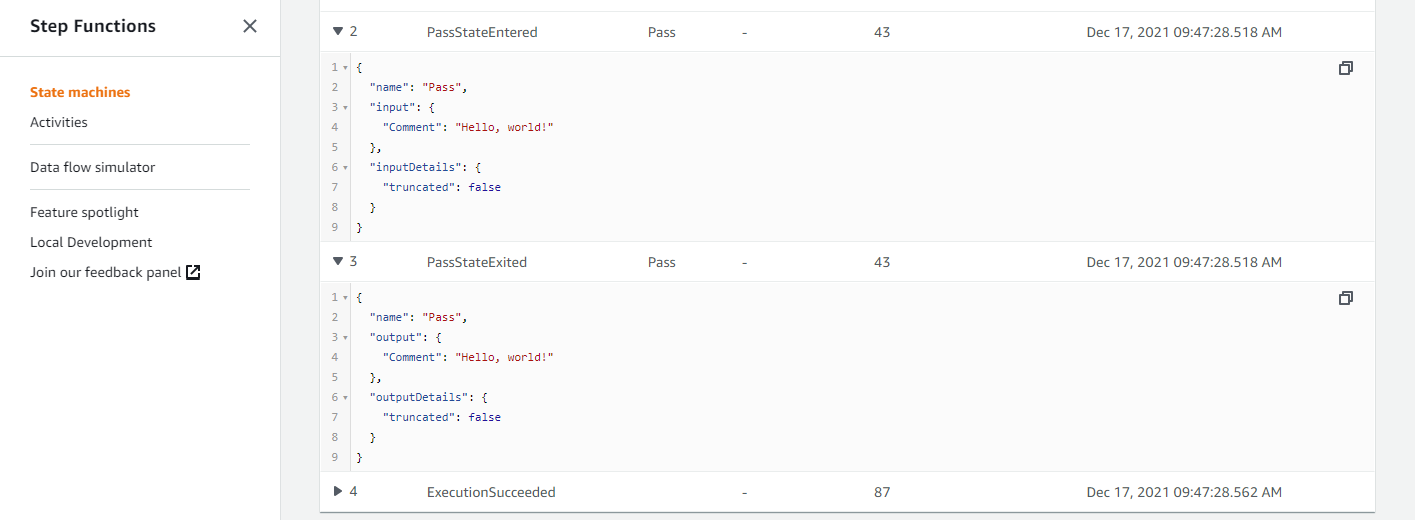 Step Functions
State machines
Activities
Data flow simulator
Feature spotlight
Local Development
Join our feedback panel
2 PassStateEntered Pass - 43 Dec 17, 2021 09:47:28.518 AM
1 {
2 "name": "Pass",
3 "input": {
4 "Comment": "Hello, world!"
5 },
6 "inputDetails": {
7 "truncated": false
8 }
9 }
3 PassStateExited Pass - 43 Dec 17, 2021 09:47:28.518 AM
1 {
2 "name": "Pass",
3 "output": {
4 "Comment": "Hello, world!"
5 },
6 "outputDetails": {
7 "truncated": false
8 }
9 }
4 ExecutionSucceeded - 87 Dec 17, 2021 09:47:28.562 AM